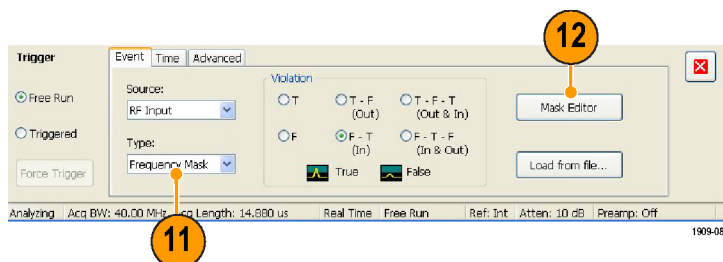 12
Trigger
Event Time Advanced
Free Run
Triggered
Force Trigger
Source:
RF Input
Type:
Frequency Mask
Violation
T
T - F
(Out)
T - F - T
(Out & In)
F
F - T
(In)
F - T - F
(In & Out)
True
False
Mask Editor
Load from file...
Analyzing Acq BW: 40.00 MHz, Acq Length: 14.880 us Real Time Free Run Ref: Int Atten: 10 dB Preamp: Off
11
1909-08